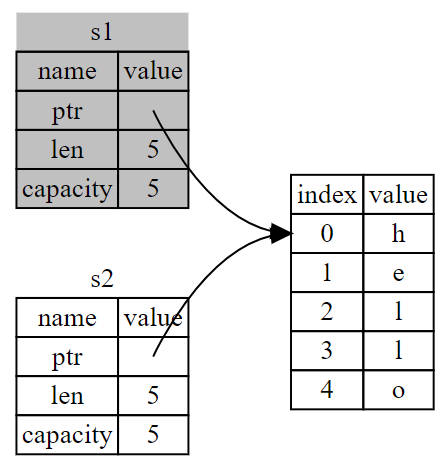 s1
name value
ptr
len 5
capacity 5
s2
name value
ptr
len 5
capacity 5
index value
0 h
1 e
2 l
3 l
4 o